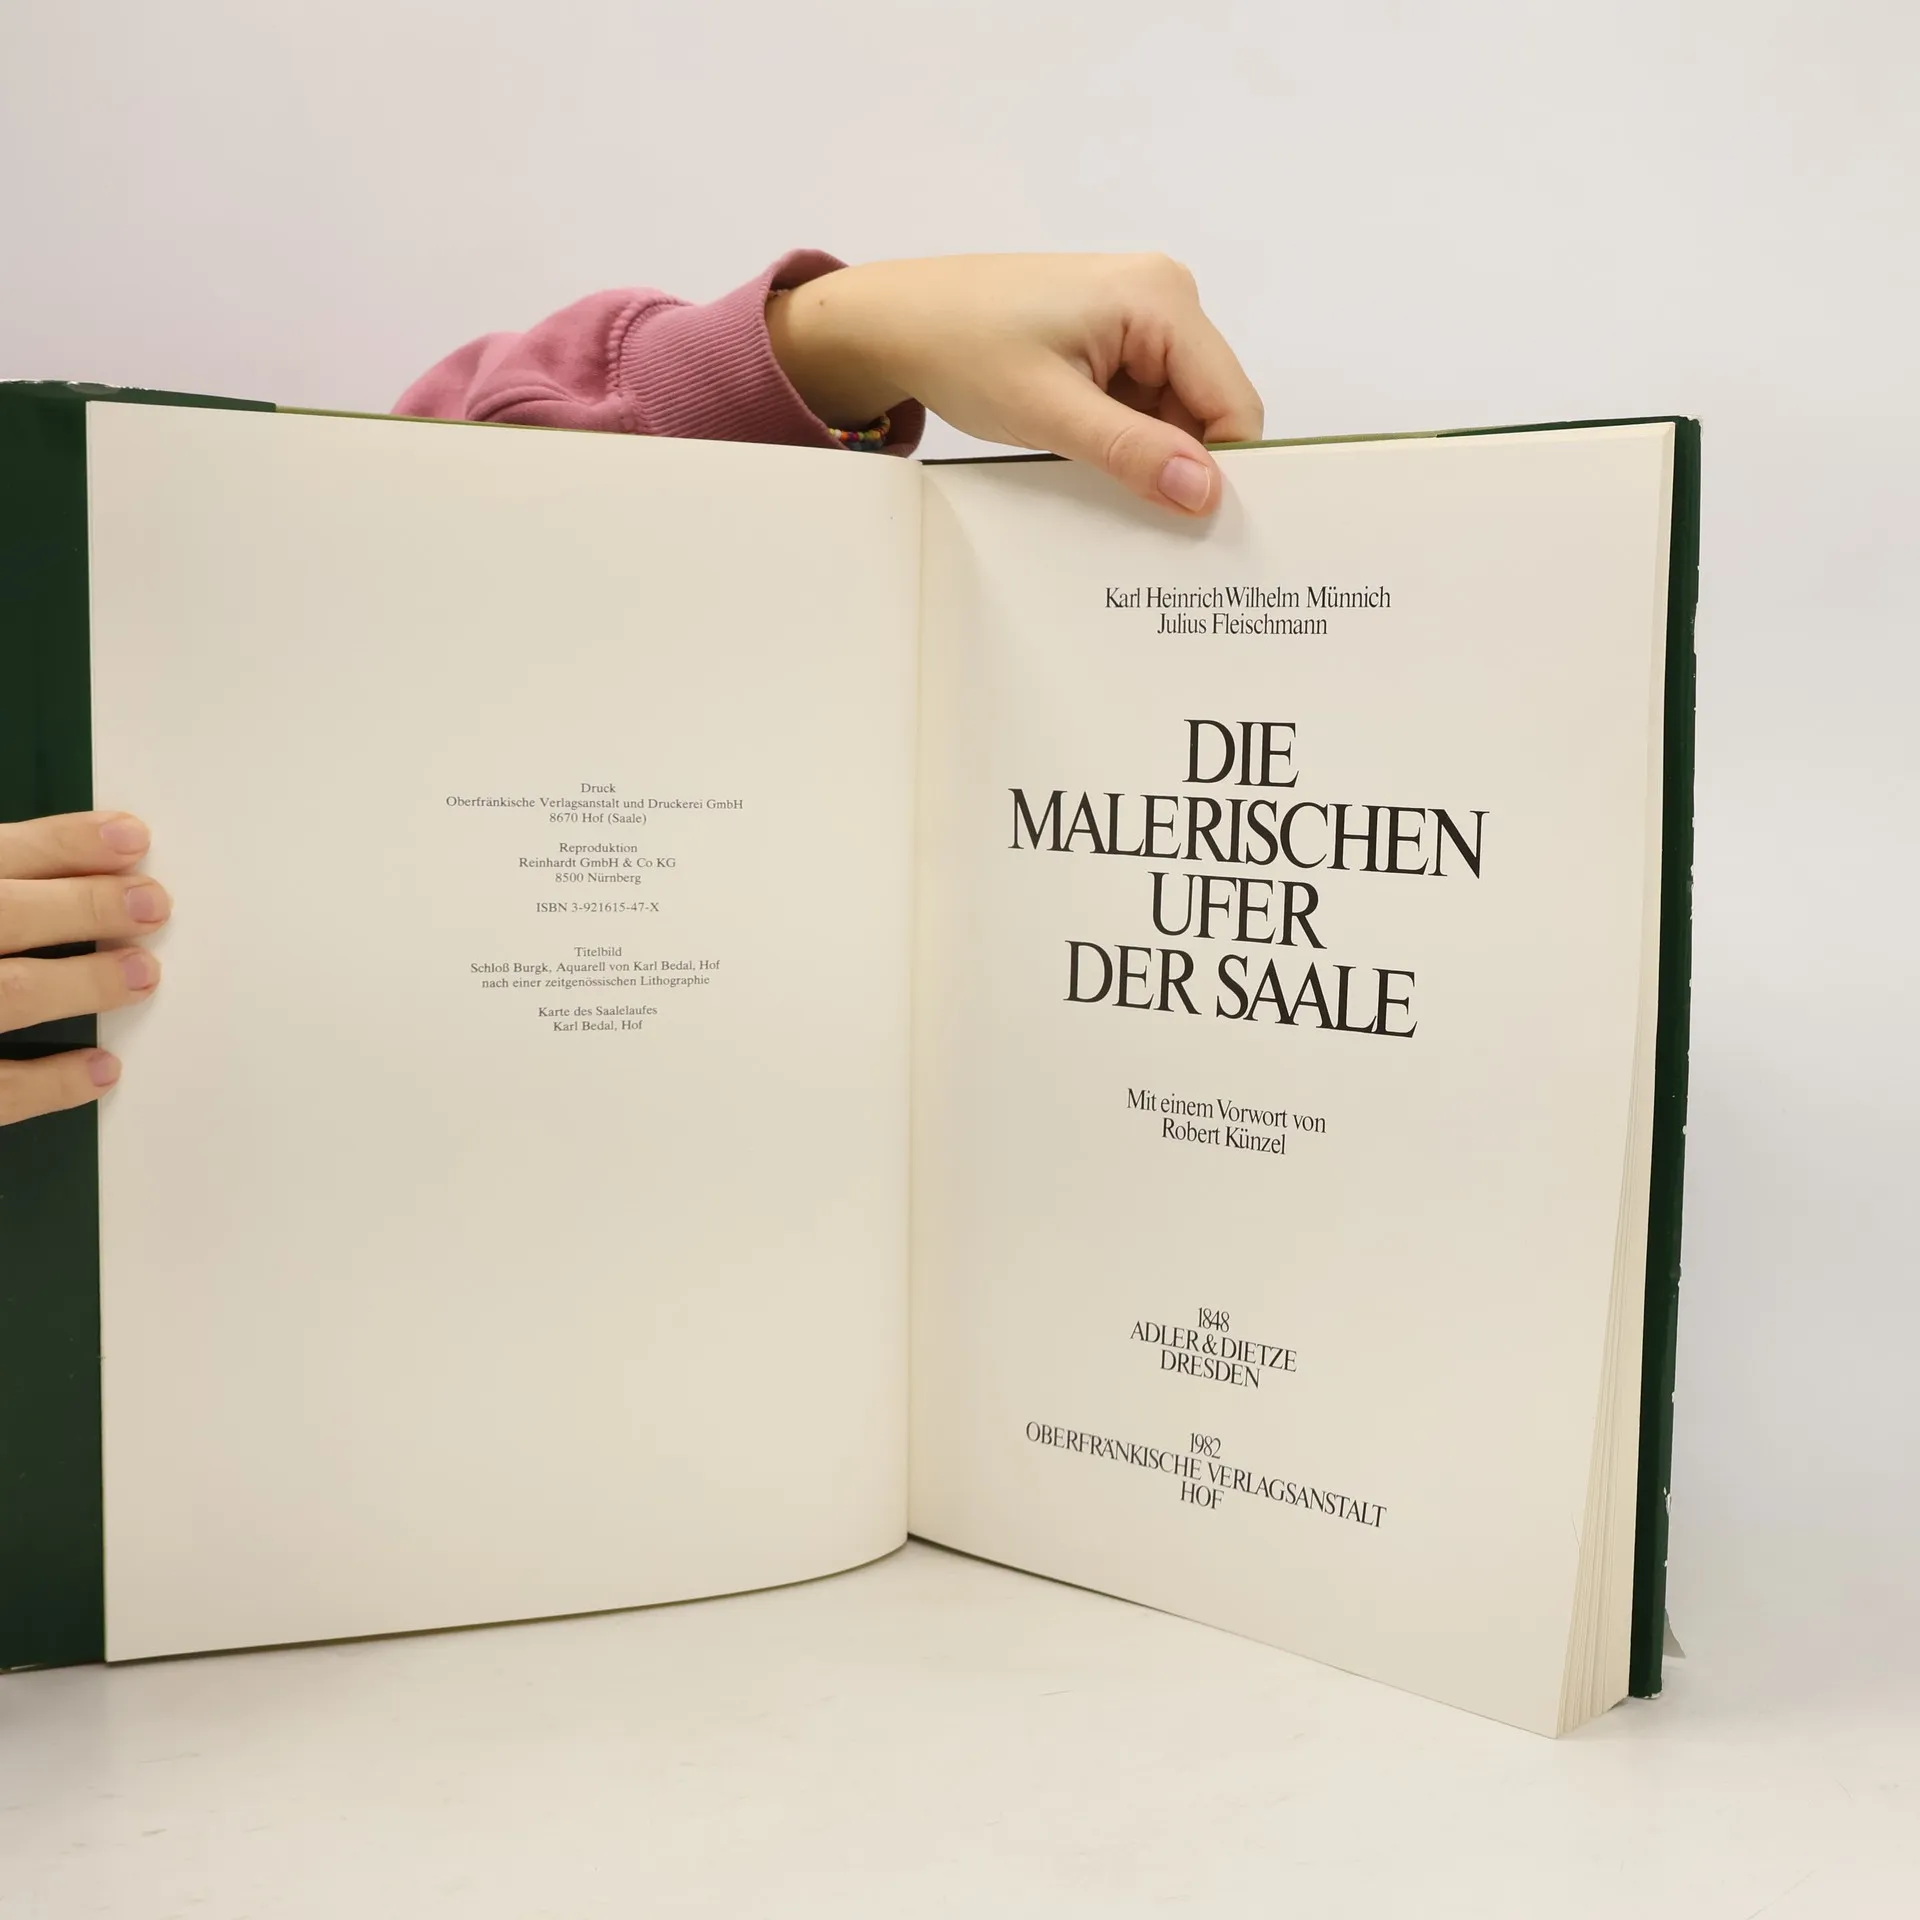 Druck
Oberfränkische Verlagsanstalt und Druckerei GmbH
8670 Hof (Saale)
Reproduktion
Reinhardt GmbH & Co KG
8500 Nürnberg
ISBN 3-921615-47-X
Titelbild
Schloß Burgk, Aquarell von Karl Bedal, Hof
nach einer zeitgenössischen Lithographie
Karte des Saalelaufes
Karl Bedal, Hof
Karl Heinrich Wilhelm Münnich
Julius Fleischmann
DIE
MALERISCHEN
UFER
DER SAALE
Mit einem Vorwort von
Robert Künzel
1848
ADLER & DIETZE
DRESDEN
1982
OBERFRÄNKISCHE VERLAGSANSTALT
HOF